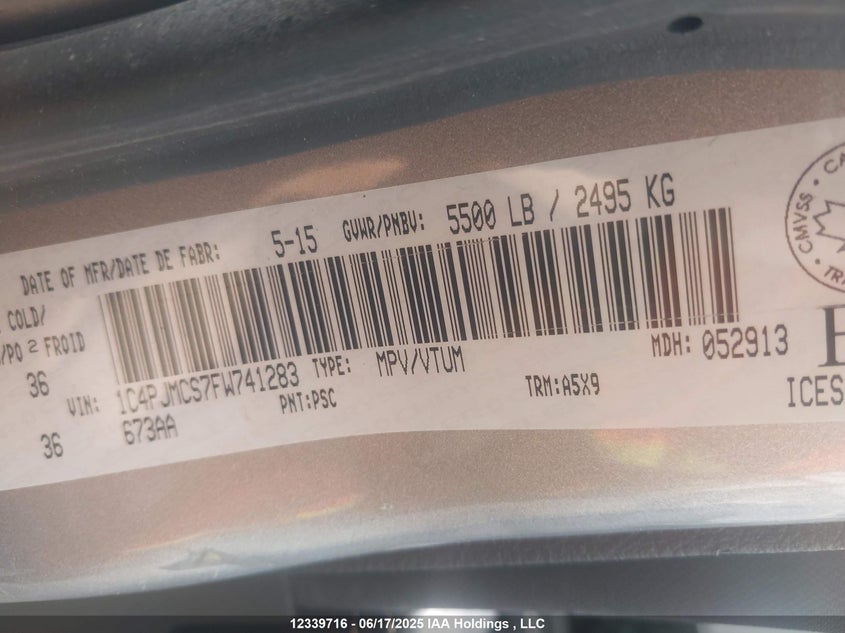 DATE OF MFR/DATE DE FABR: 5-15 GVWR/PNBV: 5500 LB / 2495 KG
COLD/
/PO 2 FROID
36
VIN: 1C4PJMCS7FW741283 TYPE: MPV/VTUM MDH: 052913
36
673AA PNT:PSC TRM:A5X9 ICES
CMVSS
12339716 - 06/17/2025 IAA Holdings , LLC